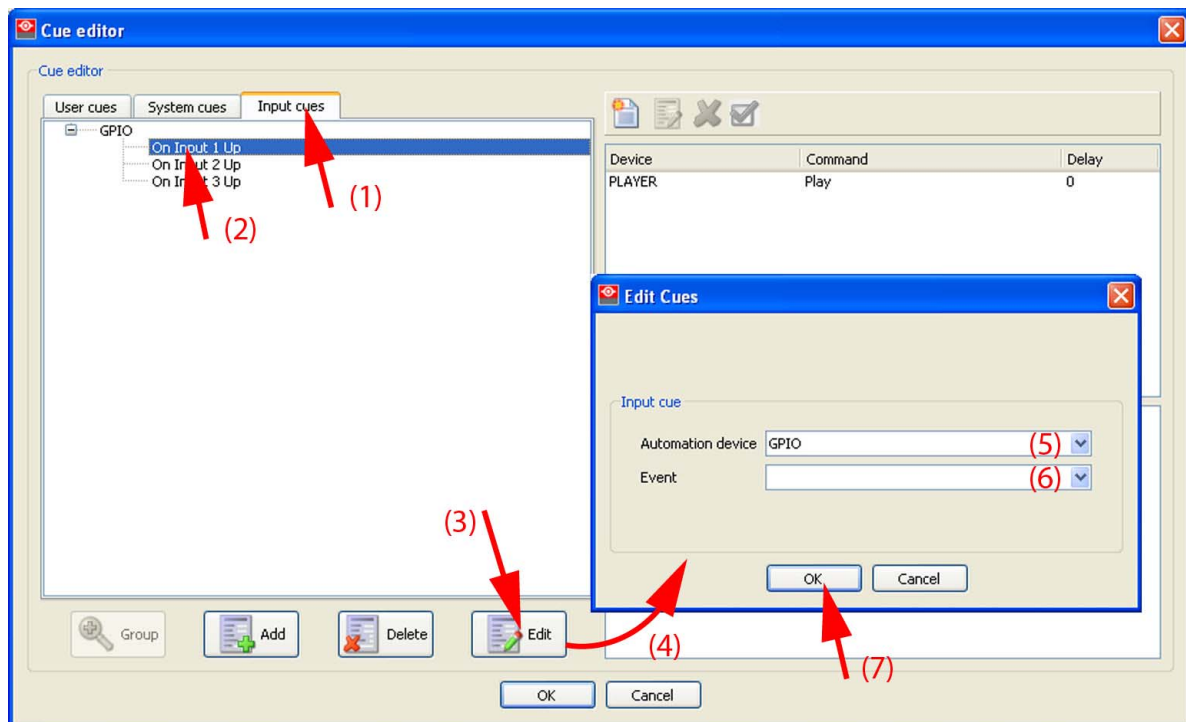 Cue editor
Cue editor
User cues
System cues
Input cues
GPIO
On Input 1 Up
On Input 2 Up
On Input 3 Up
(1)
(2)
Device Command Delay
PLAYER Play 0
Edit Cues
Input cue
Automation device GPIO (5)
Event (6)
OK
Cancel
(3)
Group
Add
Delete
Edit
(4)
(7)
OK
Cancel